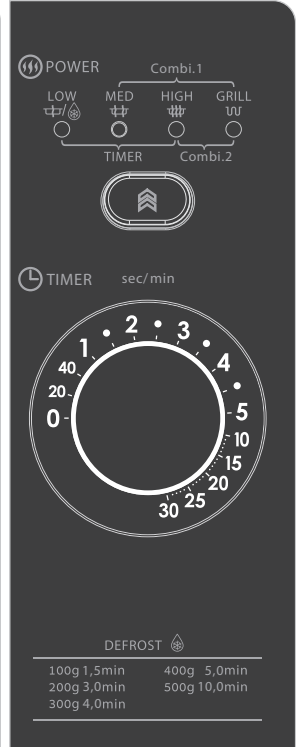 POWER
Combi.1
LOW MED HIGH GRILL
TIMER Combi.2
TIMER sec/min
0 20 40 1 2 3 4 5 10 15 20 25 30
DEFROST
100g 1,5min 400g 5,0min
200g 3,0min 500g 10,0min
300g 4,0min